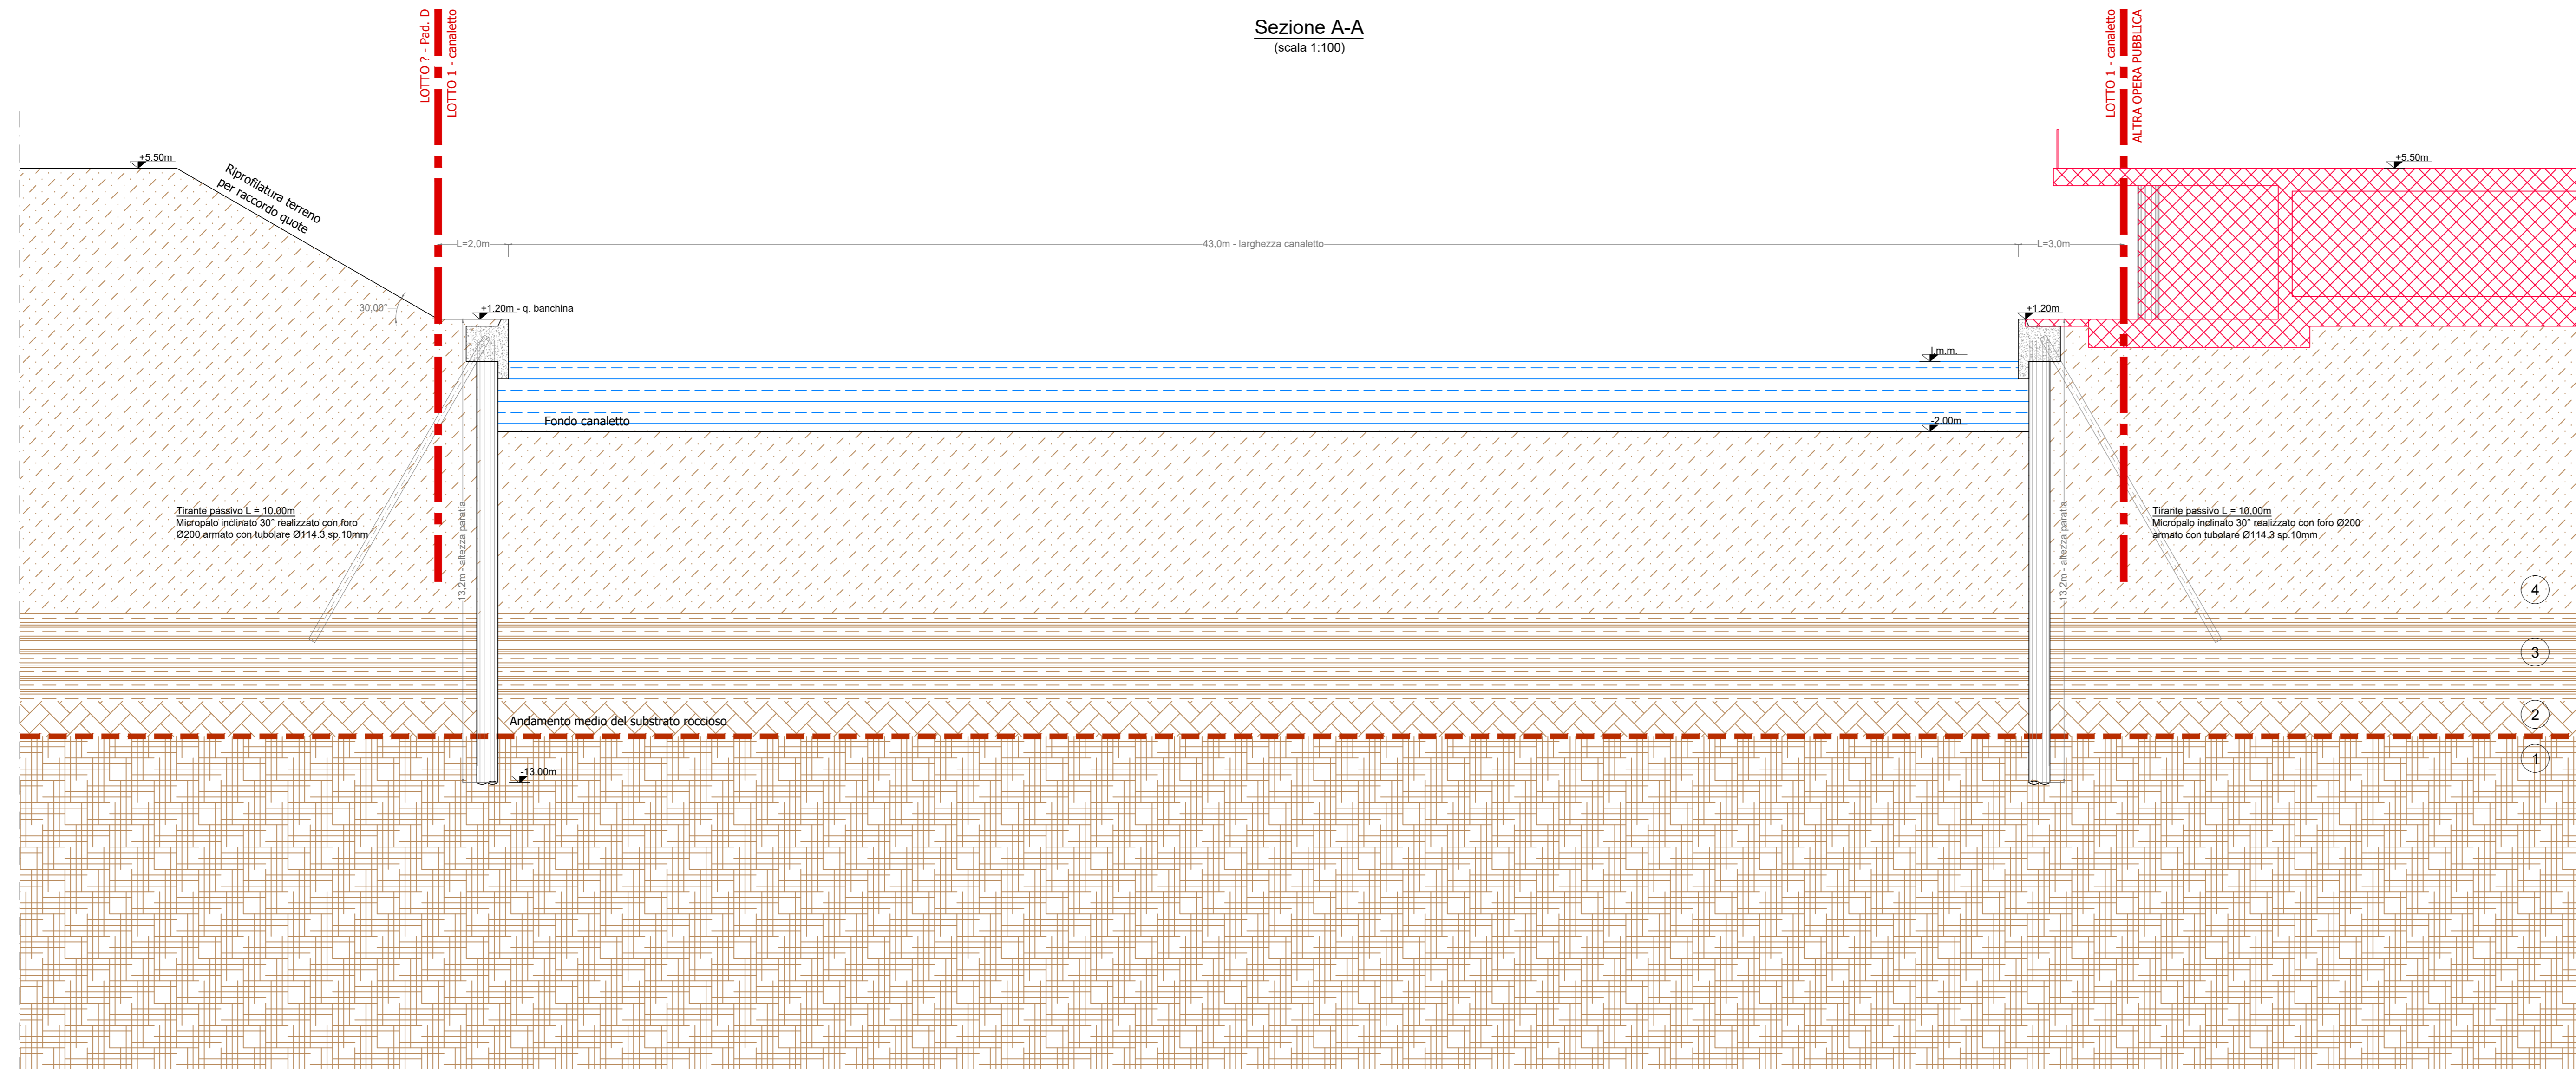 Sezione A-A
(scala 1:100)
LOTTO ? - Pad. D
LOTTO 1 - canaletto
LOTTO 1 - canaletto
ALTRA OPERA PUBBLICA
+5.50m
Riprofilatura terreno
per raccordo quote
+5.50m
L=2,0m
43,0m - larghezza canaletto
L=3,0m
30.00°
+1.20m - q. banchina
+1.20m
l.m.m.
Fondo canaletto
-2.00m
Tirante passivo L = 10,00m
Micropalo inclinato 30° realizzato con foro
Ø200 armato con tubolare Ø114.3 sp.10mm
13,2m - altezza paratia
13,2m - altezza paratia
Tirante passivo L = 10,00m
Micropalo inclinato 30° realizzato con foro Ø200
armato con tubolare Ø114.3 sp.10mm
4
3
2
Andamento medio del substrato roccioso
1
-13.00m